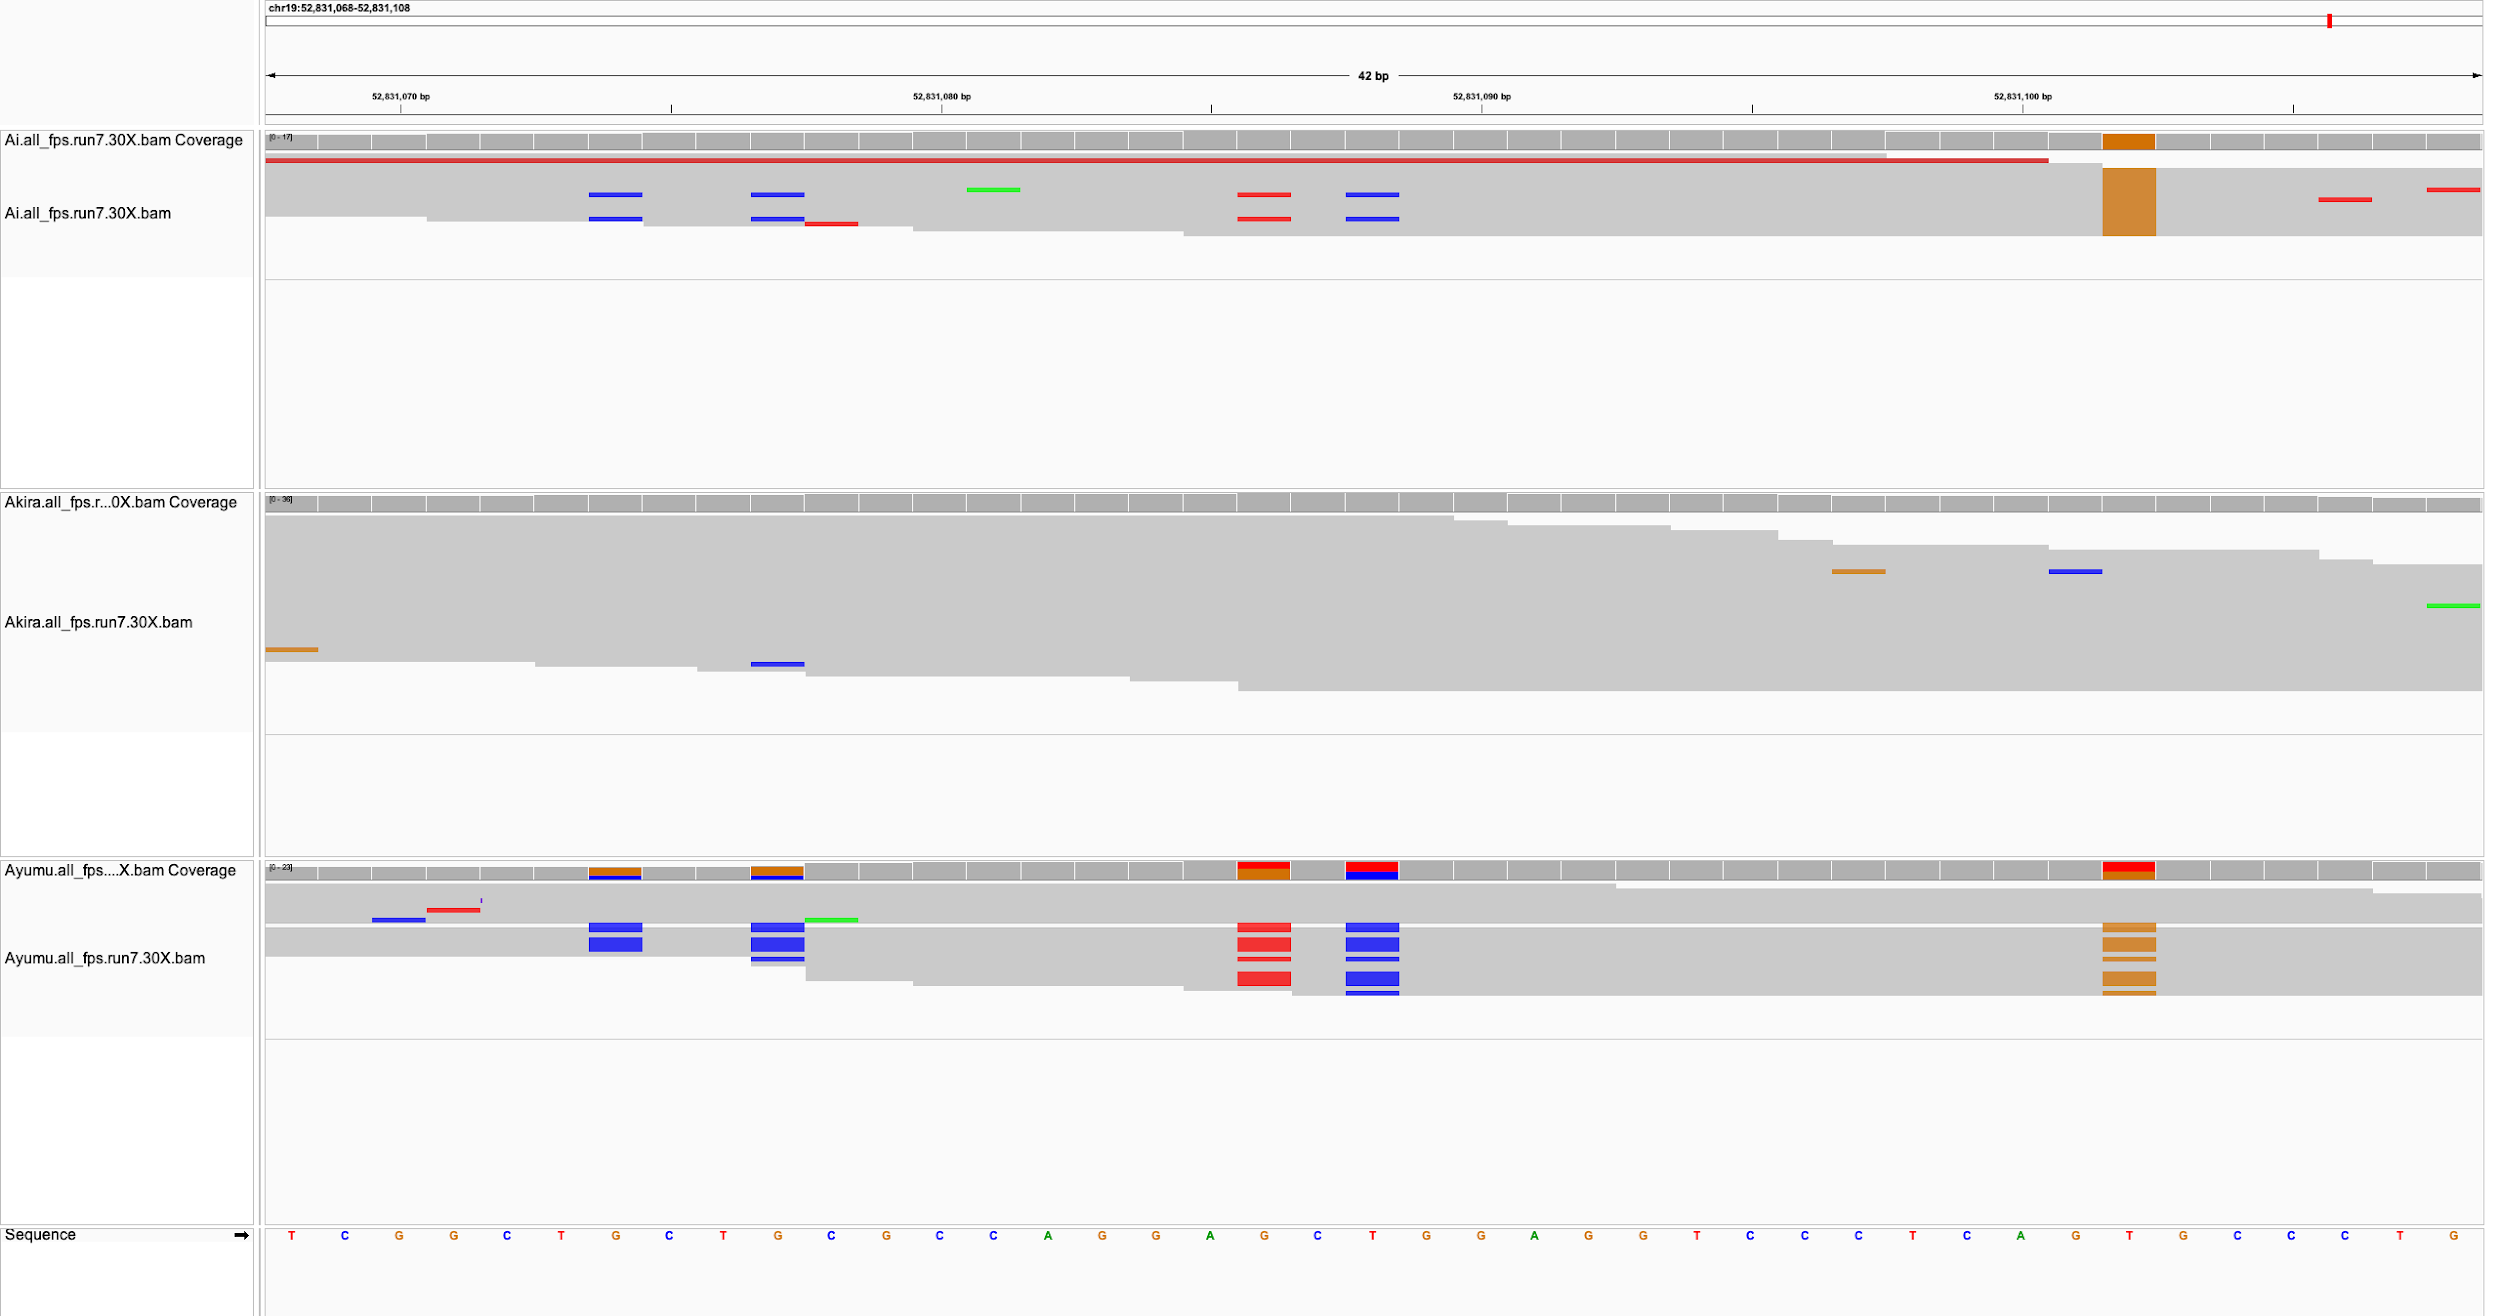 chr19:52,831,068-52,831,108
42 bp
52,831,070 bp 52,831,080 bp 52,831,090 bp 52,831,100 bp
Ai.all_fps.run7.30X.bam Coverage [0 - 17]
Ai.all_fps.run7.30X.bam
Akira.all_fps.r...0X.bam Coverage [0 - 36]
Akira.all_fps.run7.30X.bam
Ayumu.all_fps....X.bam Coverage [0 - 23]
Ayumu.all_fps.run7.30X.bam
Sequence T C G G C T G C T G C G C C A G G A G C T G G A G G T C C C T C A G T G C C C T G